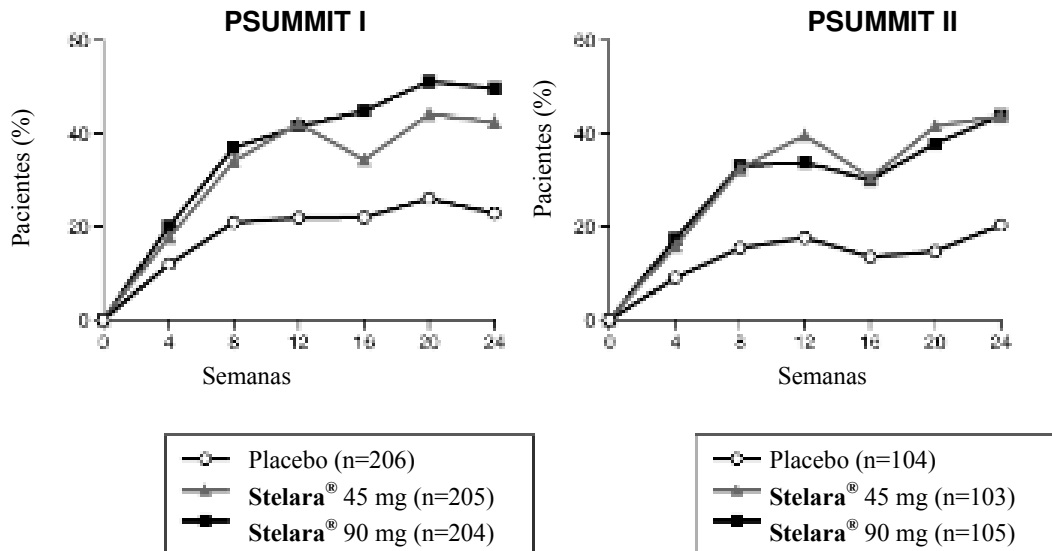 PSUMMIT I
60
40
20
0
Pacientes (%)
0 4 8 12 16 20 24
Semanas
Placebo (n=206)
Stelara® 45 mg (n=205)
Stelara® 90 mg (n=204)
PSUMMIT II
60
40
20
0
Pacientes (%)
0 4 8 12 16 20 24
Semanas
Placebo (n=104)
Stelara® 45 mg (n=103)
Stelara® 90 mg (n=105)